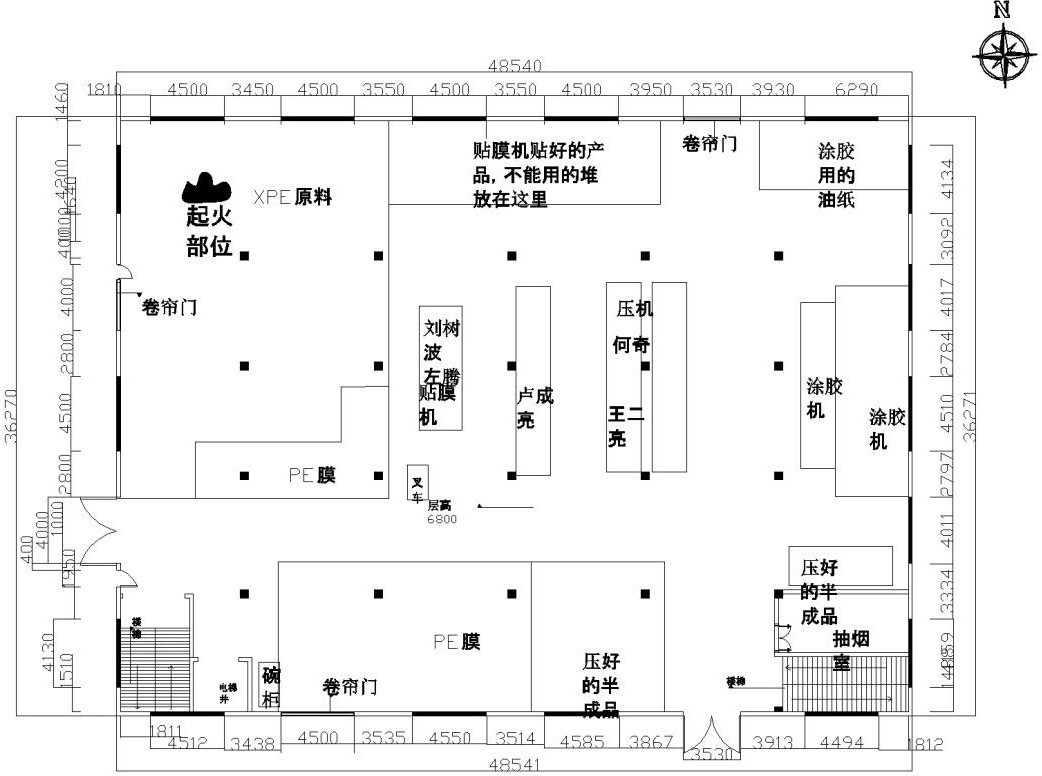 N
48540
1810 4500 3450 4500 3550 4500 3550 4500 3950 3530 3930 6290
1460
4200
4000
2800
4500
2800
36270
4000
1000
400
950
4130
1510
起火
部位
XPE原料
贴膜机贴好的产
品，不能用的堆
放在这里
卷帘门
涂胶
用的
油纸
卷帘门
刘树
波
左腾
贴膜
机
卢成
亮
压机
何奇
王二
亮
涂胶
机
涂胶
机
PE膜
叉
车
层高
6800
压好
的半
成品
抽烟
室
楼梯
电梯
井
碗
柜
卷帘门
PE膜
压好
的半
成品
楼梯
4134
3092
4017
2784
4510
2797
4011
3334
36271
1811
4512 3438 4500 3535 4550 3514 4585 3867 3530 3913 4494 1812
48541